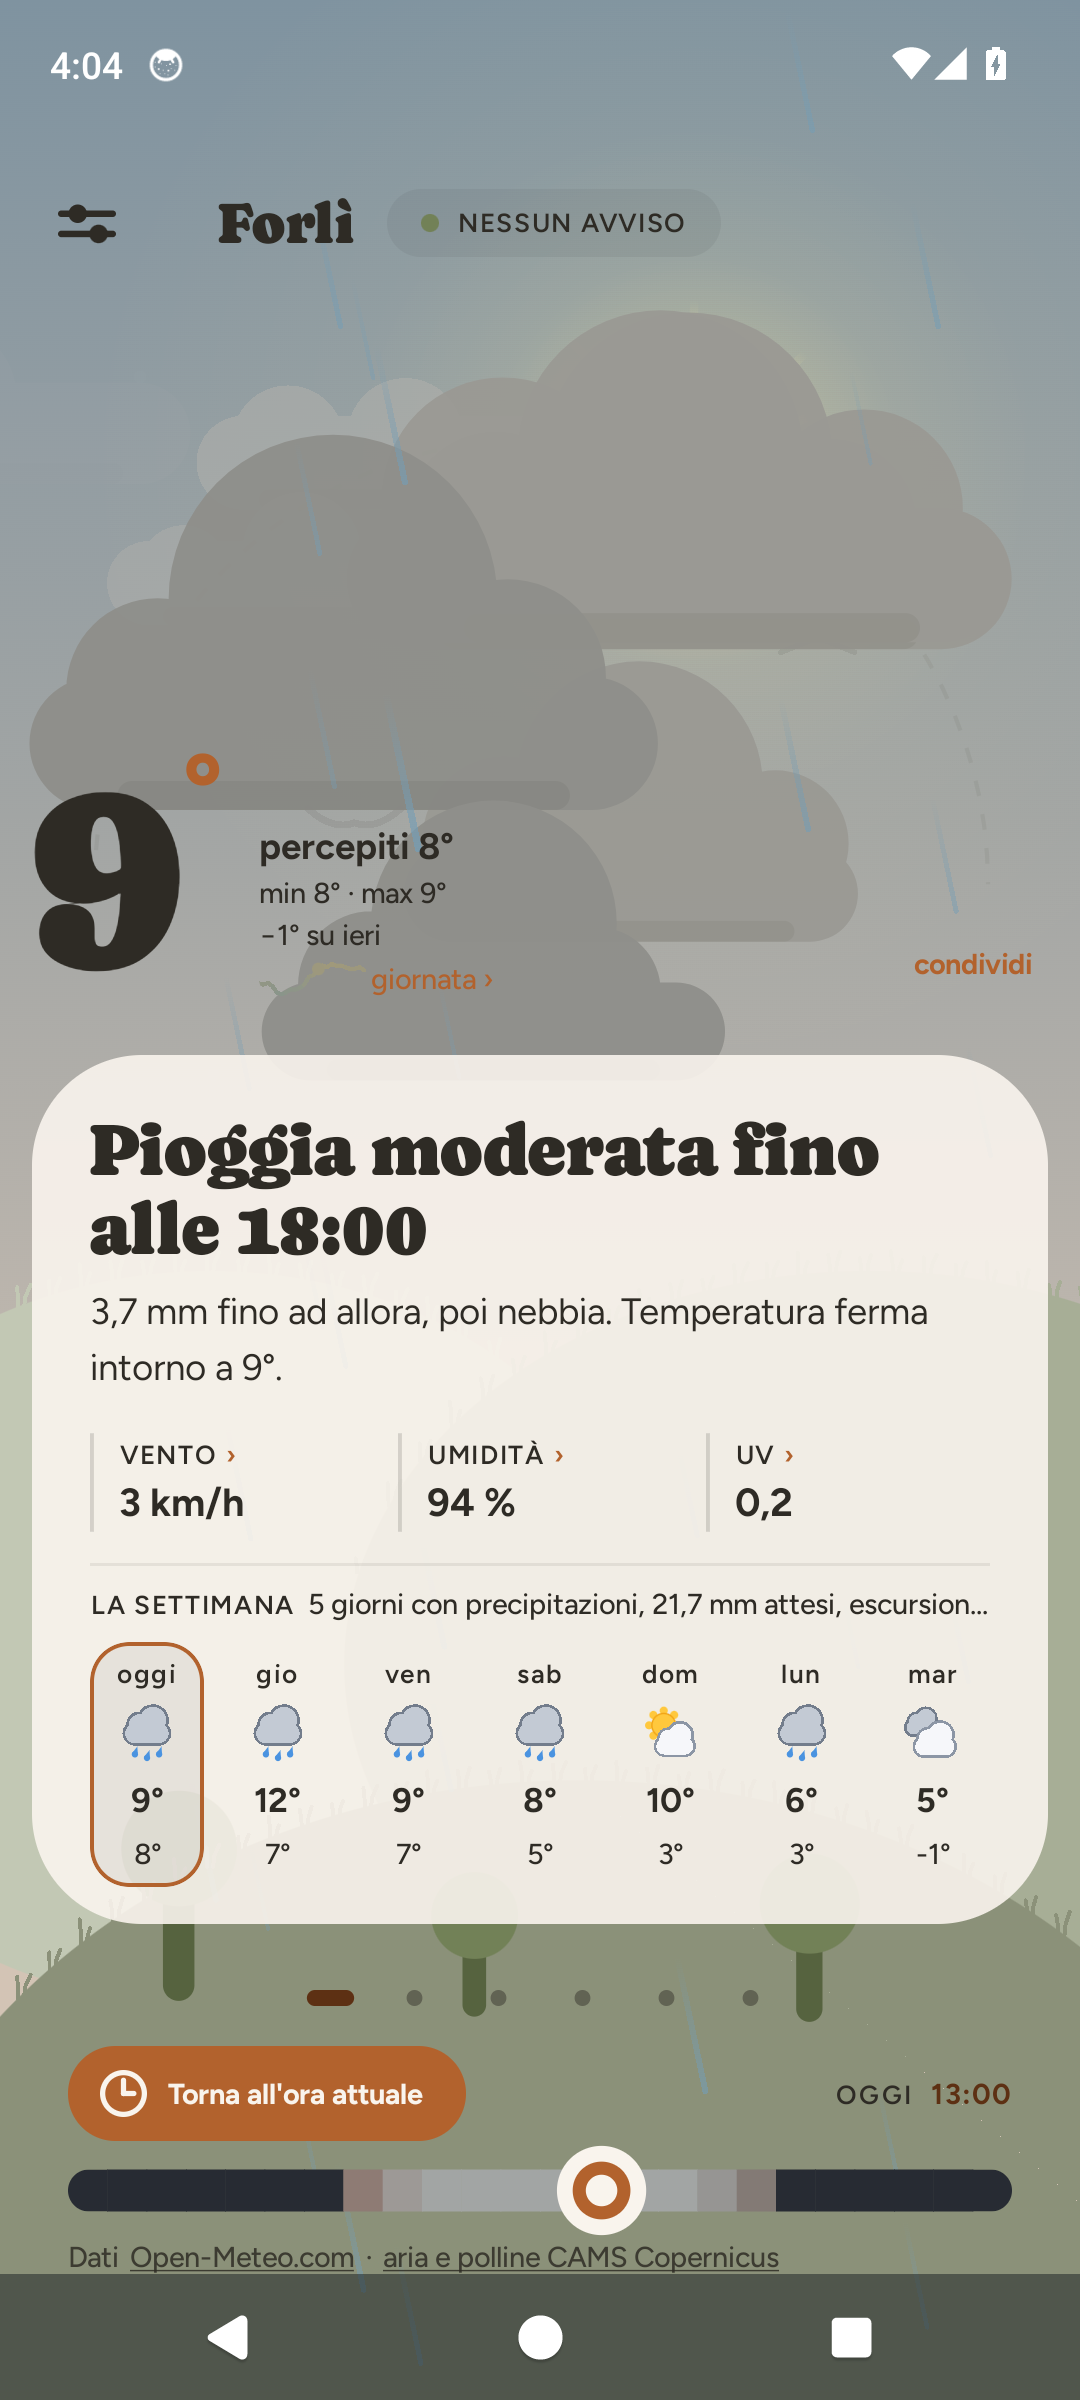 4:04
Forlì
NESSUN AVVISO
9°
percepiti 8°
min 8° · max 9°
−1° su ieri
giornata ›
condividi
Pioggia moderata fino
alle 18:00
3,7 mm fino ad allora, poi nebbia. Temperatura ferma
intorno a 9°.
VENTO › UMIDITÀ › UV ›
3 km/h 94 % 0,2
LA SETTIMANA 5 giorni con precipitazioni, 21,7 mm attesi, escursion...
oggi gio ven sab dom lun mar
9° 12° 9° 8° 10° 6° 5°
8° 7° 7° 5° 3° 3° -1°
Torna all'ora attuale
OGGI 13:00
Dati Open-Meteo.com · aria e polline CAMS Copernicus